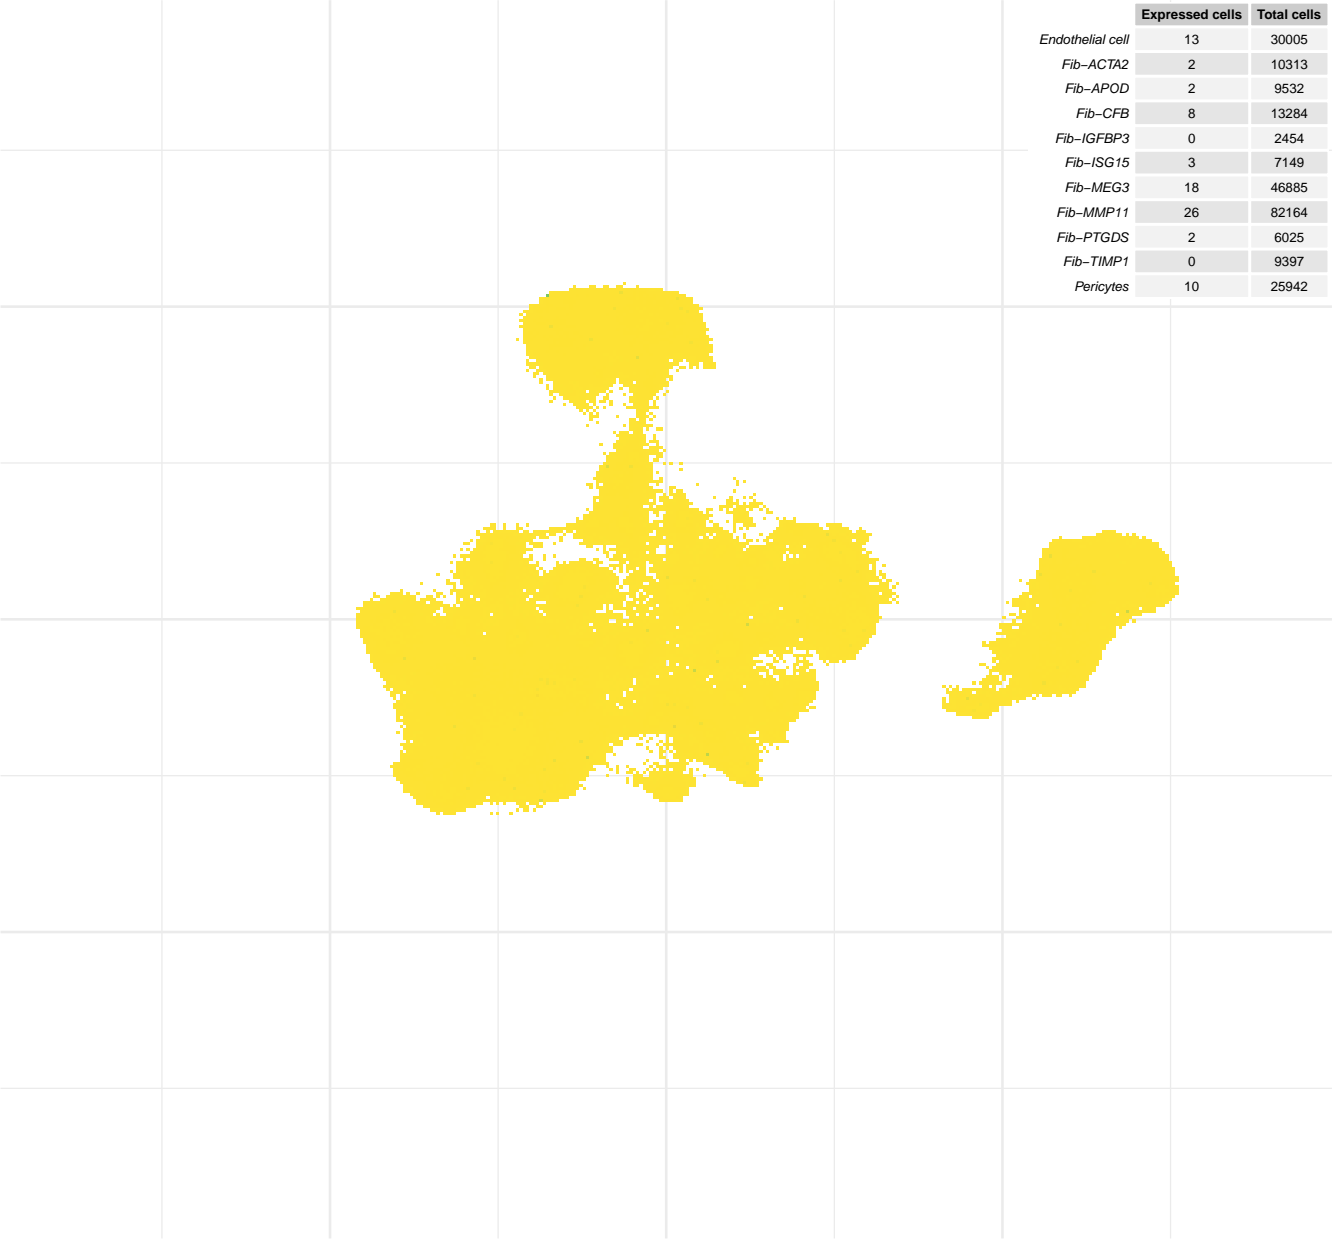 Expressed cells Total cells
Endothelial cell 13 30005
Fib−ACTA2 2 10313
Fib−APOD 2 9532
Fib−CFB 8 13284
Fib−IGFBP3 0 2454
Fib−ISG15 3 7149
Fib−MEG3 18 46885
Fib−MMP11 26 82164
Fib−PTGDS 2 6025
Fib−TIMP1 0 9397
Pericytes 10 25942